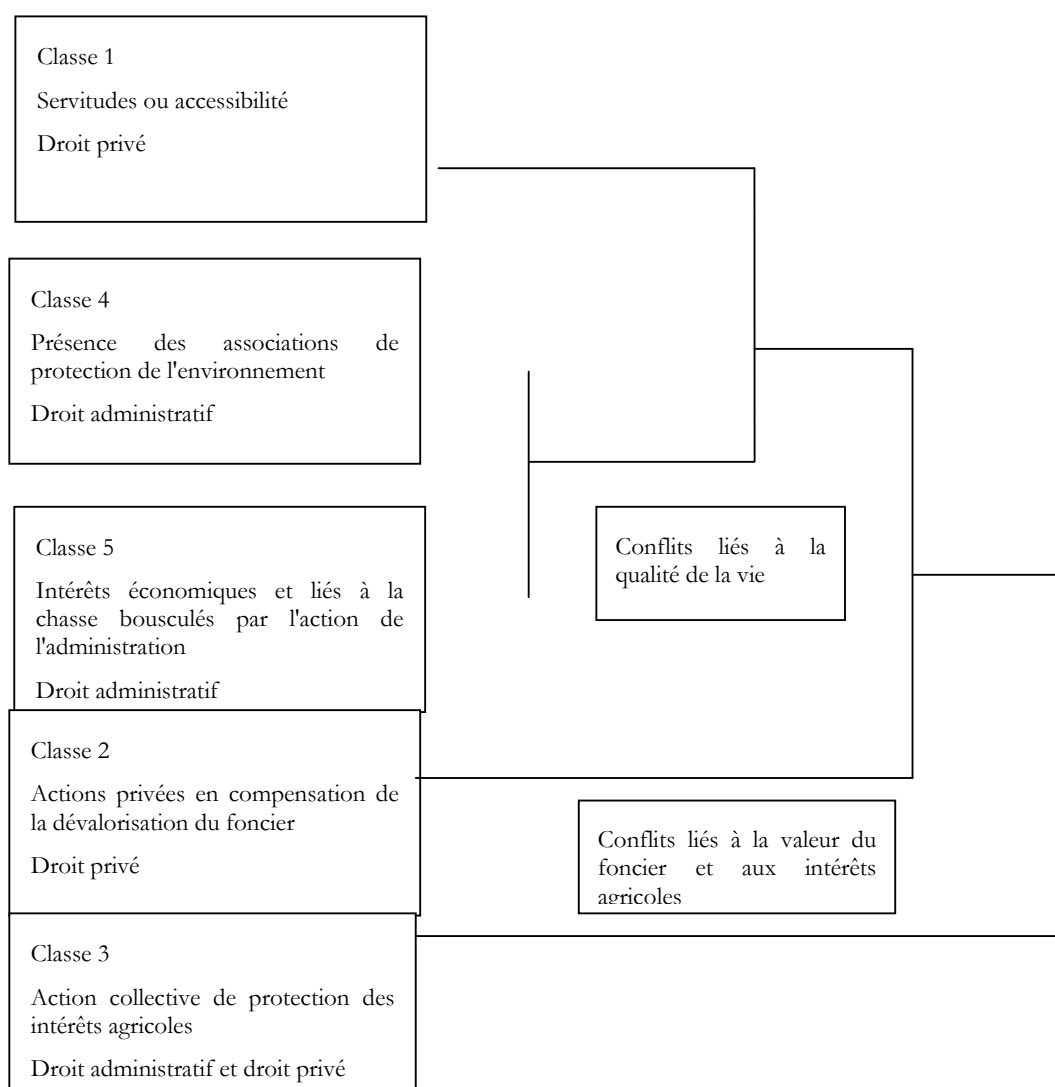 Classe 1
Servitudes ou accessibilité
Droit privé
Classe 4
Présence des associations de
protection de l'environnement
Droit administratif
Classe 5
Intérêts économiques et liés à la
chasse bousculés par l'action de
l'administration
Droit administratif
Conflits liés à la
qualité de la vie
Classe 2
Actions privées en compensation de
la dévalorisation du foncier
Droit privé
Conflits liés à la valeur du
foncier et aux intérêts
agricoles
Classe 3
Action collective de protection des
intérêts agricoles
Droit administratif et droit privé